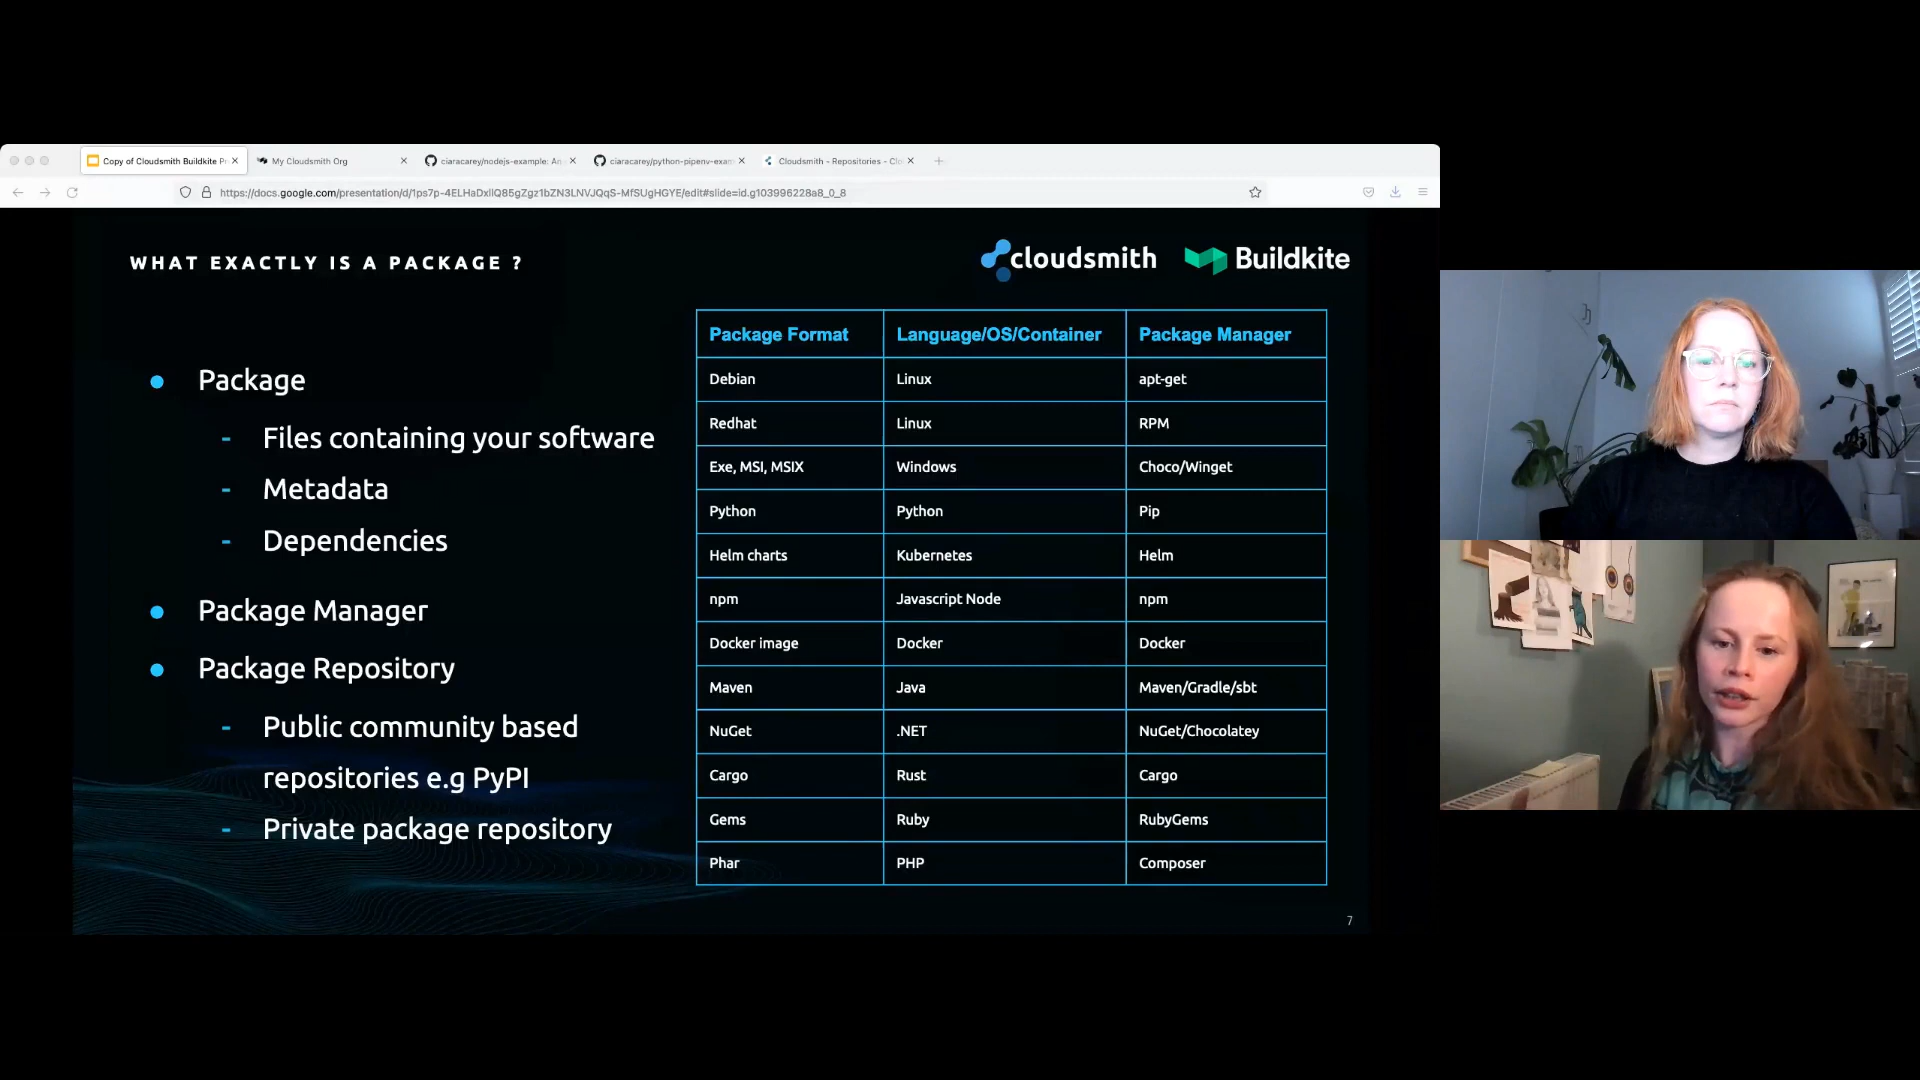 Copy of Cloudsmith Buildkite P
My Cloudsmith Org
ciaracarey/nodejs-example: An
ciaracarey/python-pipenv-exam
Cloudsmith - Repositories - Clo
https://docs.google.com/presentation/d/1ps7p-4ELHaDxllQ85gZgz1bZN3LNVJQqS-MfSUgHGYE/edit#slide=id.g103996228a8_0_8
WHAT EXACTLY IS A PACKAGE ?
cloudsmith
Buildkite
● Package
- Files containing your software
- Metadata
- Dependencies
● Package Manager
● Package Repository
- Public community based
repositories e.g PyPI
- Private package repository
Package Format Language/OS/Container Package Manager
Debian Linux apt-get
Redhat Linux RPM
Exe, MSI, MSIX Windows Choco/Winget
Python Python Pip
Helm charts Kubernetes Helm
npm Javascript Node npm
Docker image Docker Docker
Maven Java Maven/Gradle/sbt
NuGet .NET NuGet/Chocolatey
Cargo Rust Cargo
Gems Ruby RubyGems
Phar PHP Composer
7